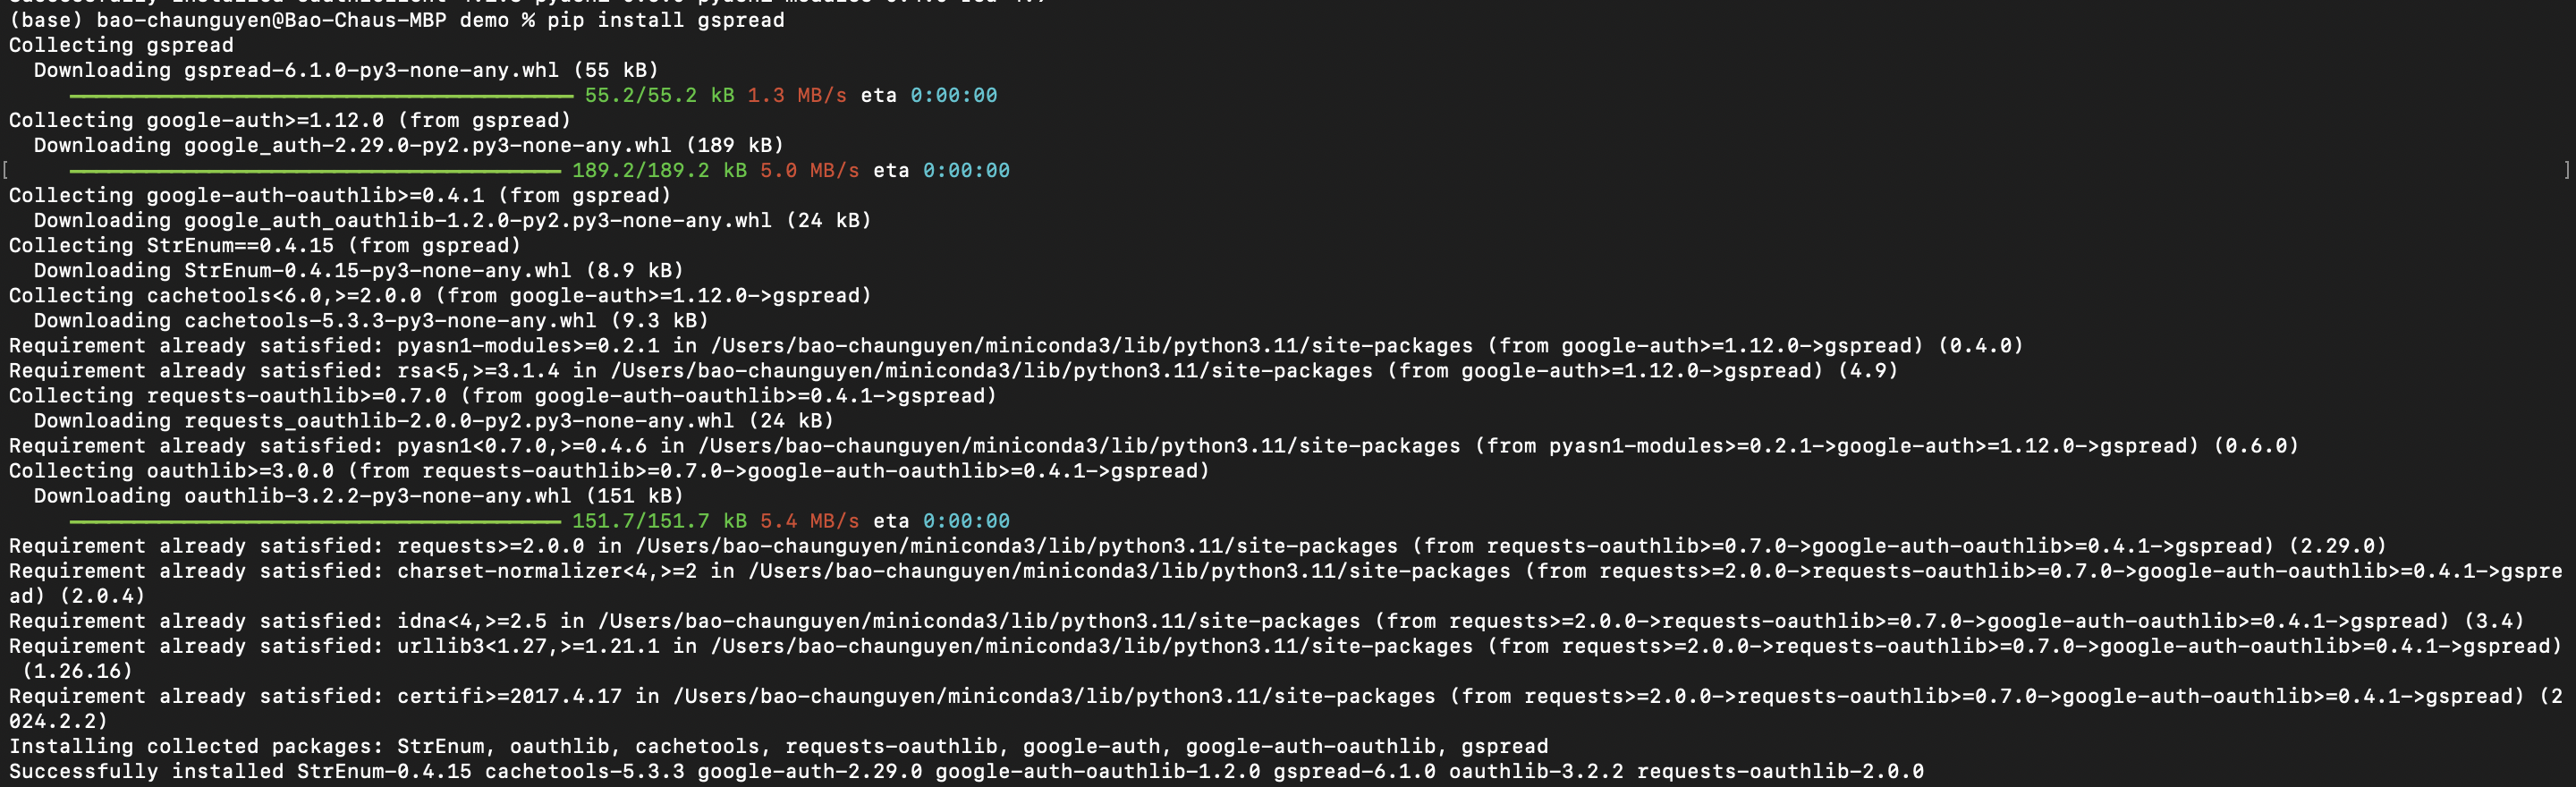 (base) bao-chaunguyen@Bao-Chaus-MBP demo % pip install gspread
Collecting gspread
  Downloading gspread-6.1.0-py3-none-any.whl (55 kB)
     ━━━━━━━━━━━━━━━━━━━━━━━━━━━━━━━━━━━━━━━━ 55.2/55.2 kB 1.3 MB/s eta 0:00:00
Collecting google-auth>=1.12.0 (from gspread)
  Downloading google_auth-2.29.0-py2.py3-none-any.whl (189 kB)
[    ━━━━━━━━━━━━━━━━━━━━━━━━━━━━━━━━━━━━━━━ 189.2/189.2 kB 5.0 MB/s eta 0:00:00 ]
Collecting google-auth-oauthlib>=0.4.1 (from gspread)
  Downloading google_auth_oauthlib-1.2.0-py2.py3-none-any.whl (24 kB)
Collecting StrEnum==0.4.15 (from gspread)
  Downloading StrEnum-0.4.15-py3-none-any.whl (8.9 kB)
Collecting cachetools<6.0,>=2.0.0 (from google-auth>=1.12.0->gspread)
  Downloading cachetools-5.3.3-py3-none-any.whl (9.3 kB)
Requirement already satisfied: pyasn1-modules>=0.2.1 in /Users/bao-chaunguyen/miniconda3/lib/python3.11/site-packages (from google-auth>=1.12.0->gspread) (0.4.0)
Requirement already satisfied: rsa<5,>=3.1.4 in /Users/bao-chaunguyen/miniconda3/lib/python3.11/site-packages (from google-auth>=1.12.0->gspread) (4.9)
Collecting requests-oauthlib>=0.7.0 (from google-auth-oauthlib>=0.4.1->gspread)
  Downloading requests_oauthlib-2.0.0-py2.py3-none-any.whl (24 kB)
Requirement already satisfied: pyasn1<0.7.0,>=0.4.6 in /Users/bao-chaunguyen/miniconda3/lib/python3.11/site-packages (from pyasn1-modules>=0.2.1->google-auth>=1.12.0->gspread) (0.6.0)
Collecting oauthlib>=3.0.0 (from requests-oauthlib>=0.7.0->google-auth-oauthlib>=0.4.1->gspread)
  Downloading oauthlib-3.2.2-py3-none-any.whl (151 kB)
     ━━━━━━━━━━━━━━━━━━━━━━━━━━━━━━━━━━━━━━━ 151.7/151.7 kB 5.4 MB/s eta 0:00:00
Requirement already satisfied: requests>=2.0.0 in /Users/bao-chaunguyen/miniconda3/lib/python3.11/site-packages (from requests-oauthlib>=0.7.0->google-auth-oauthlib>=0.4.1->gspread) (2.29.0)
Requirement already satisfied: charset-normalizer<4,>=2 in /Users/bao-chaunguyen/miniconda3/lib/python3.11/site-packages (from requests>=2.0.0->requests-oauthlib>=0.7.0->google-auth-oauthlib>=0.4.1->gspre
ad) (2.0.4)
Requirement already satisfied: idna<4,>=2.5 in /Users/bao-chaunguyen/miniconda3/lib/python3.11/site-packages (from requests>=2.0.0->requests-oauthlib>=0.7.0->google-auth-oauthlib>=0.4.1->gspread) (3.4)
Requirement already satisfied: urllib3<1.27,>=1.21.1 in /Users/bao-chaunguyen/miniconda3/lib/python3.11/site-packages (from requests>=2.0.0->requests-oauthlib>=0.7.0->google-auth-oauthlib>=0.4.1->gspread)
 (1.26.16)
Requirement already satisfied: certifi>=2017.4.17 in /Users/bao-chaunguyen/miniconda3/lib/python3.11/site-packages (from requests>=2.0.0->requests-oauthlib>=0.7.0->google-auth-oauthlib>=0.4.1->gspread) (2
024.2.2)
Installing collected packages: StrEnum, oauthlib, cachetools, requests-oauthlib, google-auth, google-auth-oauthlib, gspread
Successfully installed StrEnum-0.4.15 cachetools-5.3.3 google-auth-2.29.0 google-auth-oauthlib-1.2.0 gspread-6.1.0 oauthlib-3.2.2 requests-oauthlib-2.0.0